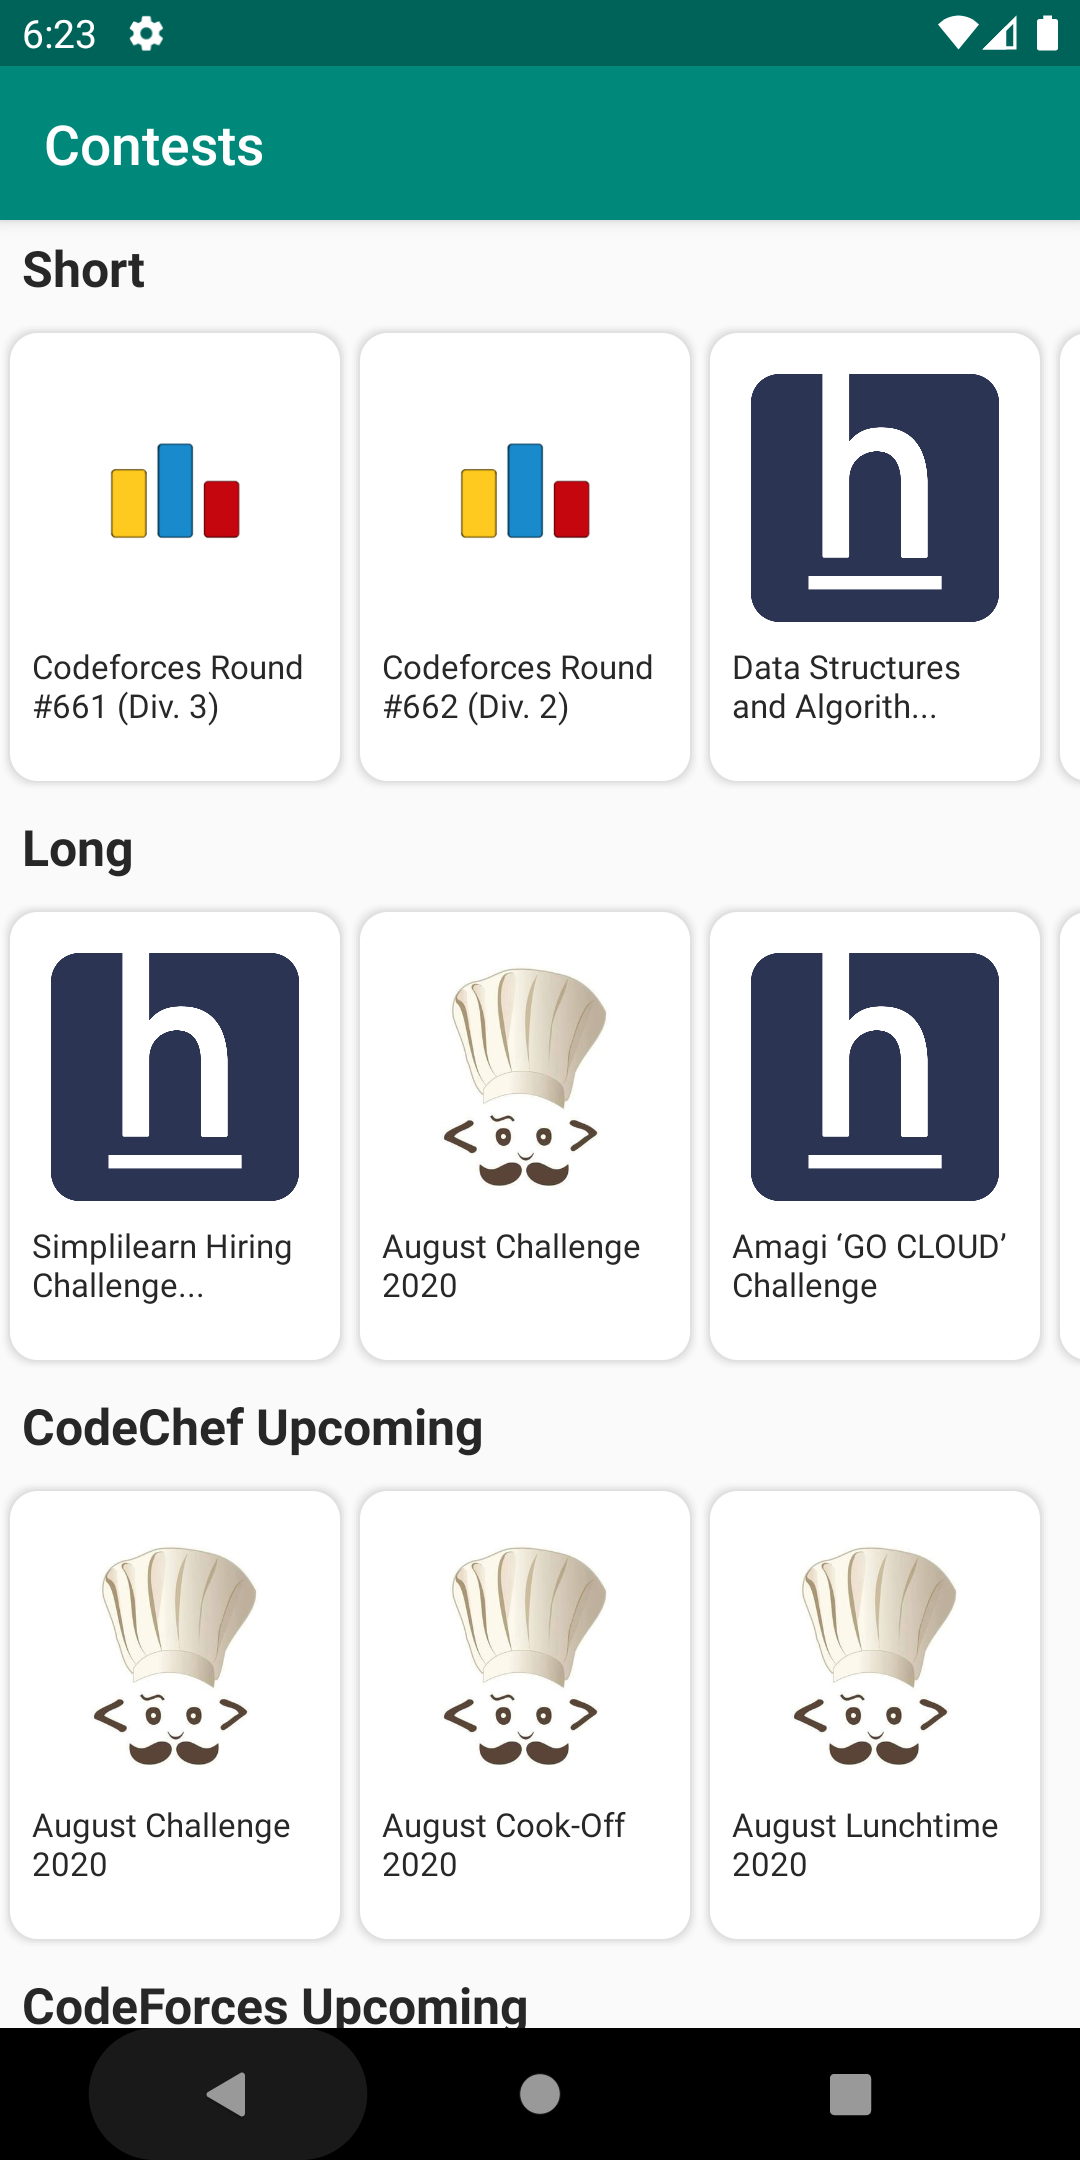 6:23
Contests
Short
Codeforces Round
#661 (Div. 3)
Codeforces Round
#662 (Div. 2)
h
Data Structures
and Algorith...
Long
h
Simplilearn Hiring
Challenge...
August Challenge
2020
h
Amagi ‘GO CLOUD’
Challenge
CodeChef Upcoming
August Challenge
2020
August Cook-Off
2020
August Lunchtime
2020
CodeForces Upcoming